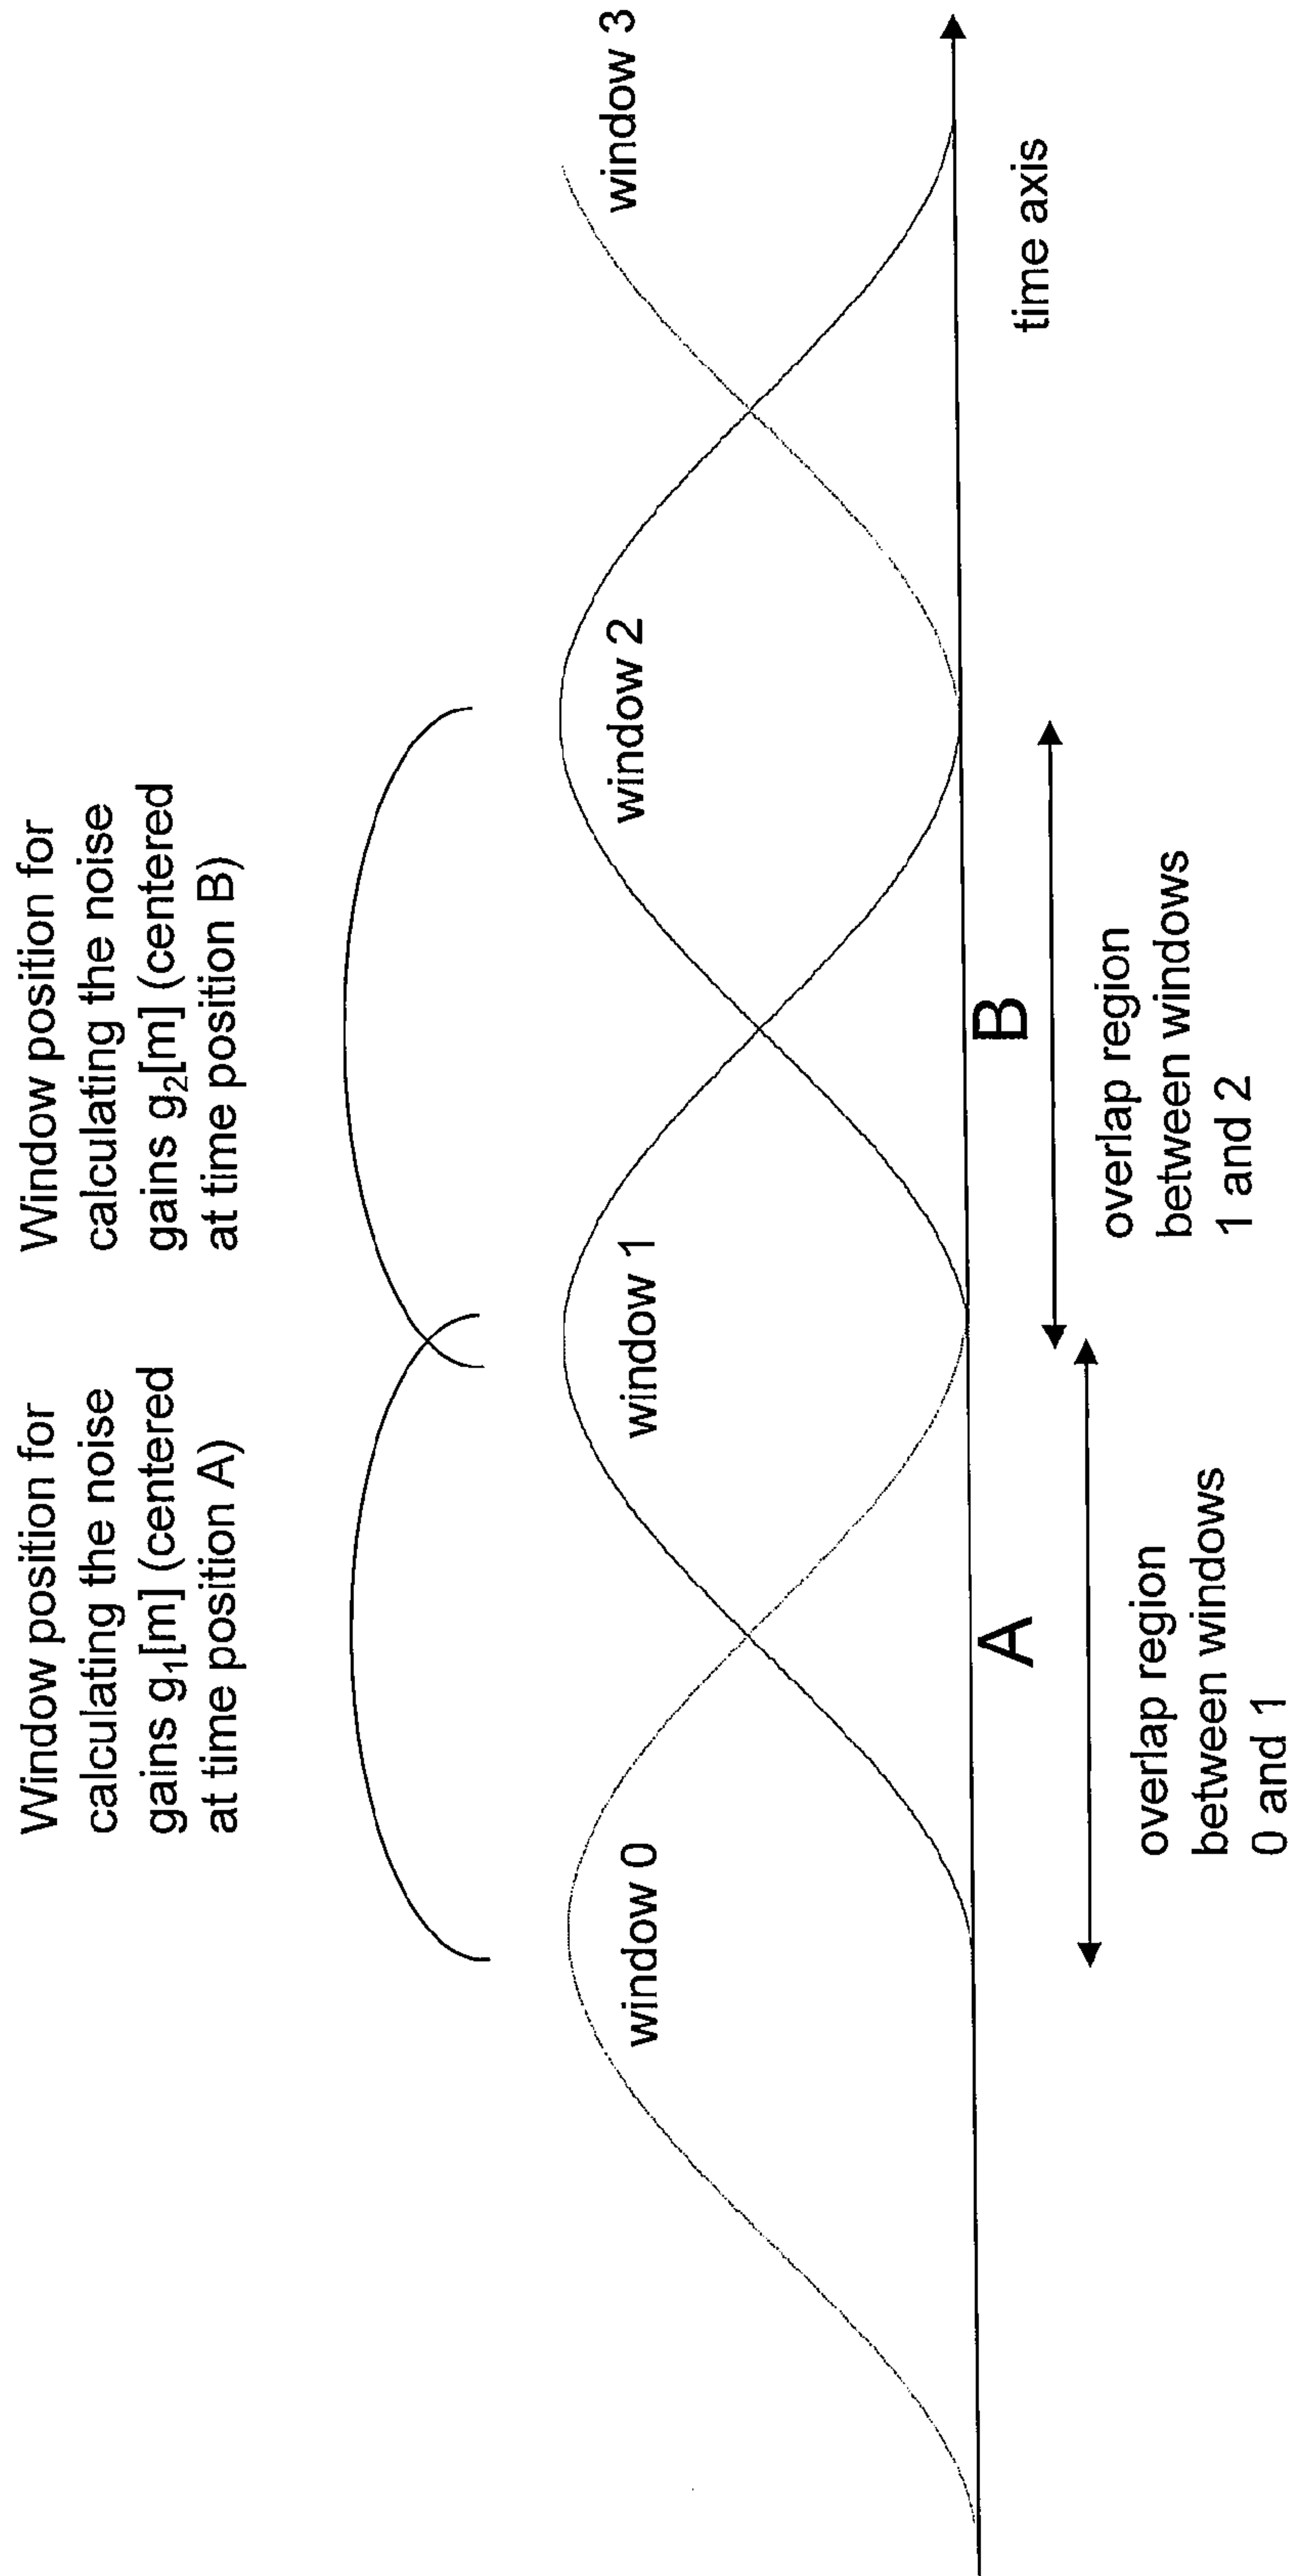 Window position for
calculating the noise
gains g₁[m] (centered
at time position A)
Window position for
calculating the noise
gains g₂[m] (centered
at time position B)
window 0
window 1
window 2
window 3
A
B
time axis
overlap region
between windows
0 and 1
overlap region
between windows
1 and 2